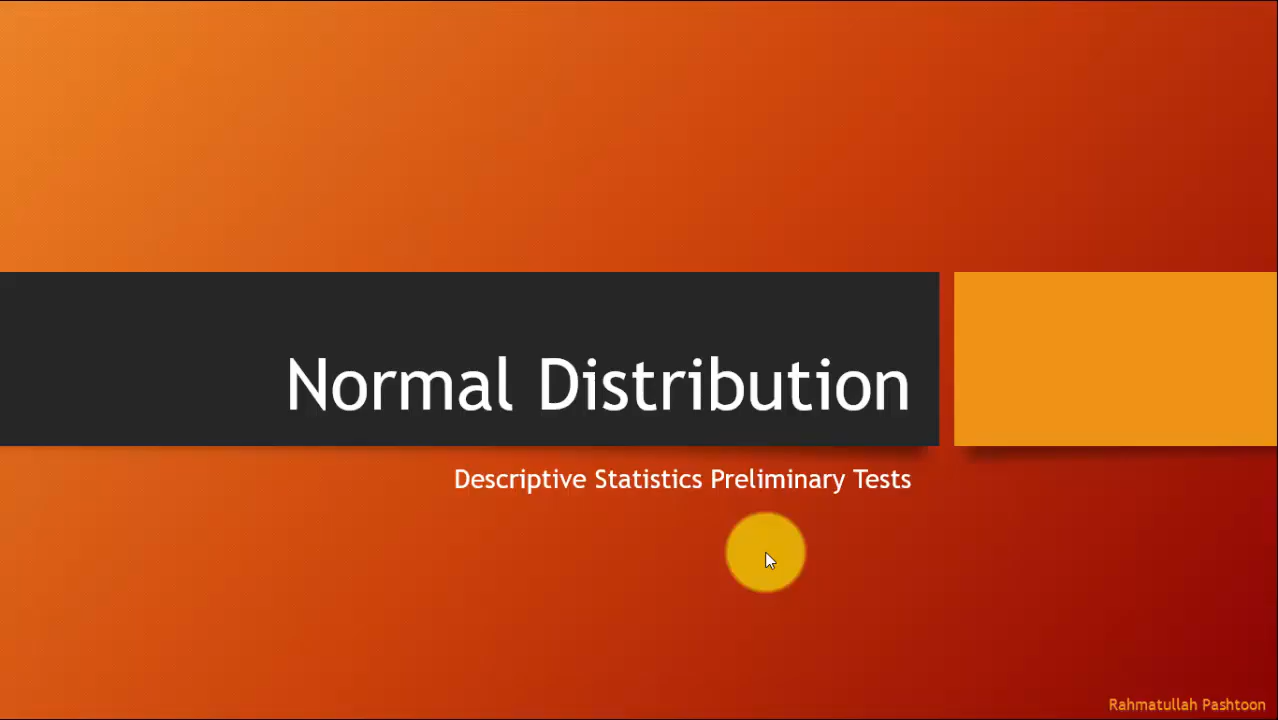 Normal Distribution
Descriptive Statistics Preliminary Tests
Rahmatullah Pashtoon